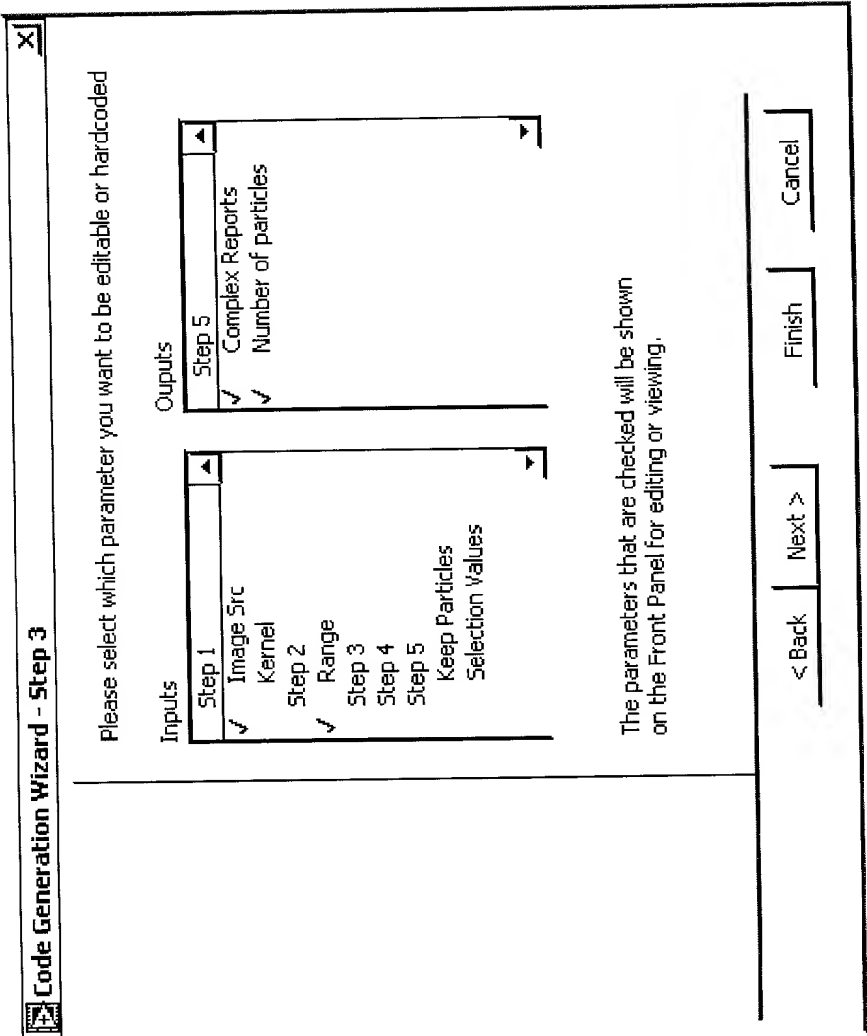 Code Generation Wizard - Step 3
Please select which parameter you want to be editable or hardcoded
Inputs
Step 1
Image Src
Kernel
Step 2
Range
Step 3
Step 4
Step 5
Keep Particles
Selection Values
Ouputs
Step 5
Complex Reports
Number of particles
The parameters that are checked will be shown
on the Front Panel for editing or viewing.
< Back
Next >
Finish
Cancel